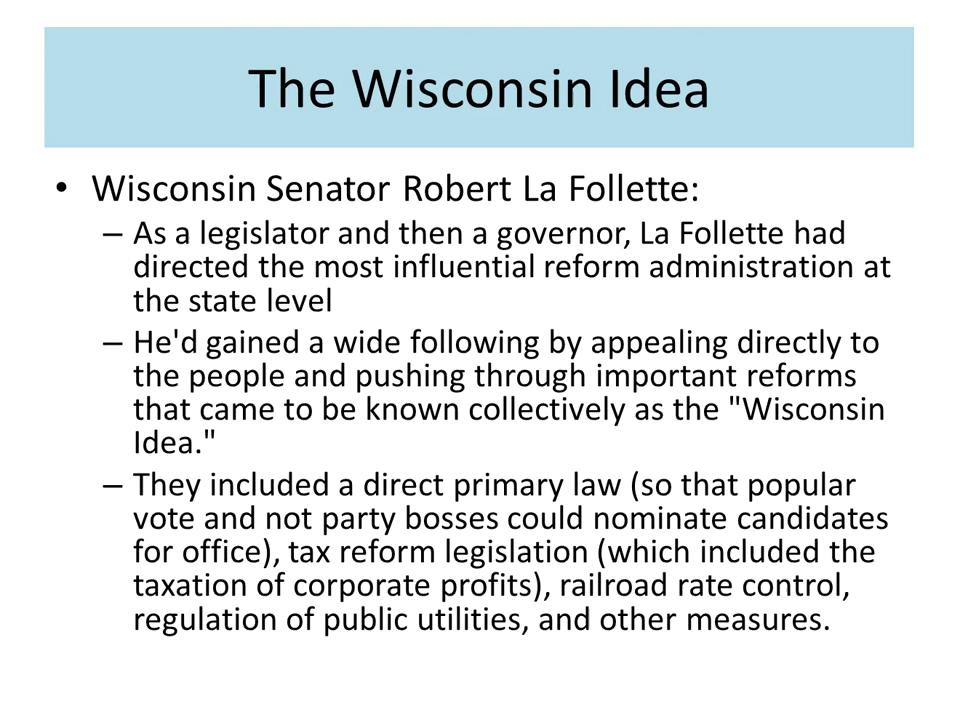 The Wisconsin Idea
• Wisconsin Senator Robert La Follette:
– As a legislator and then a governor, La Follette had
directed the most influential reform administration at
the state level
– He'd gained a wide following by appealing directly to
the people and pushing through important reforms
that came to be known collectively as the "Wisconsin
Idea."
– They included a direct primary law (so that popular
vote and not party bosses could nominate candidates
for office), tax reform legislation (which included the
taxation of corporate profits), railroad rate control,
regulation of public utilities, and other measures.